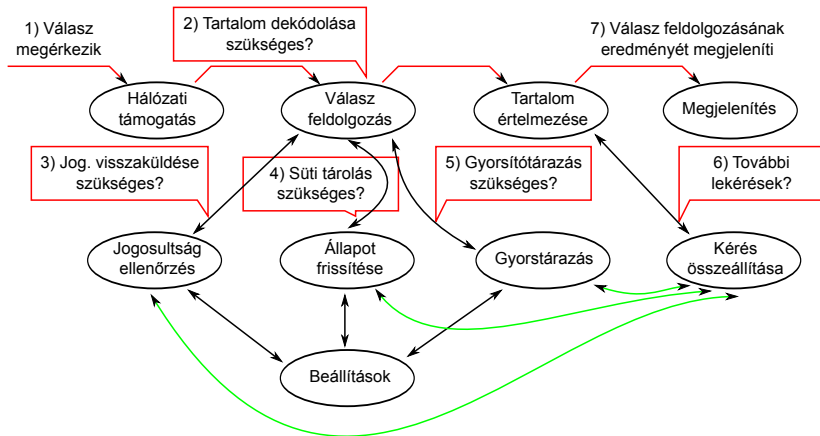 1) Válasz
megérkezik
2) Tartalom dekódolása
szükséges?
7) Válasz feldolgozásának
eredményét megjeleníti
Hálózati
támogatás
Válasz
feldolgozás
Tartalom
értelmezése
Megjelenítés
3) Jog. visszaküldése
szükséges?
4) Süti tárolás
szükséges?
5) Gyorsítótárazás
szükséges?
6) További
lekérések?
Jogosultság
ellenőrzés
Állapot
frissítése
Gyorstárazás
Kérés
összeállítása
Beállítások